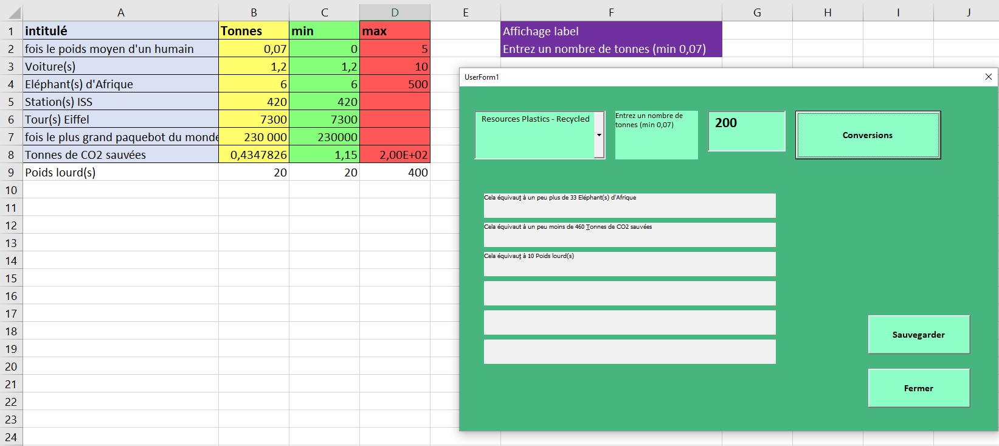 A B C D E F G H I J
1 intitulé Tonnes min max Affichage label
2 fois le poids moyen d'un humain 0,07 0 5 Entrez un nombre de tonnes (min 0,07)
3 Voiture(s) 1,2 1,2 10
4 Eléphant(s) d'Afrique 6 6 500
5 Station(s) ISS 420 420
6 Tour(s) Eiffel 7300 7300
7 fois le plus grand paquebot du monde 230 000 230000
8 Tonnes de CO2 sauvées 0,4347826 1,15 2,00E+02
9 Poids lourd(s) 20 20 400
10
11
12
13
14
15
16
17
18
19
20
21
22
23
24
UserForm1
Resources Plastics - Recycled
Entrez un nombre de
tonnes (min 0,07)
200
Conversions
Cela équivaut à un peu plus de 33 Eléphant(s) d'Afrique
Cela équivaut à un peu moins de 460 Tonnes de CO2 sauvées
Cela équivaut à 10 Poids lourd(s)
Sauvegarder
Fermer